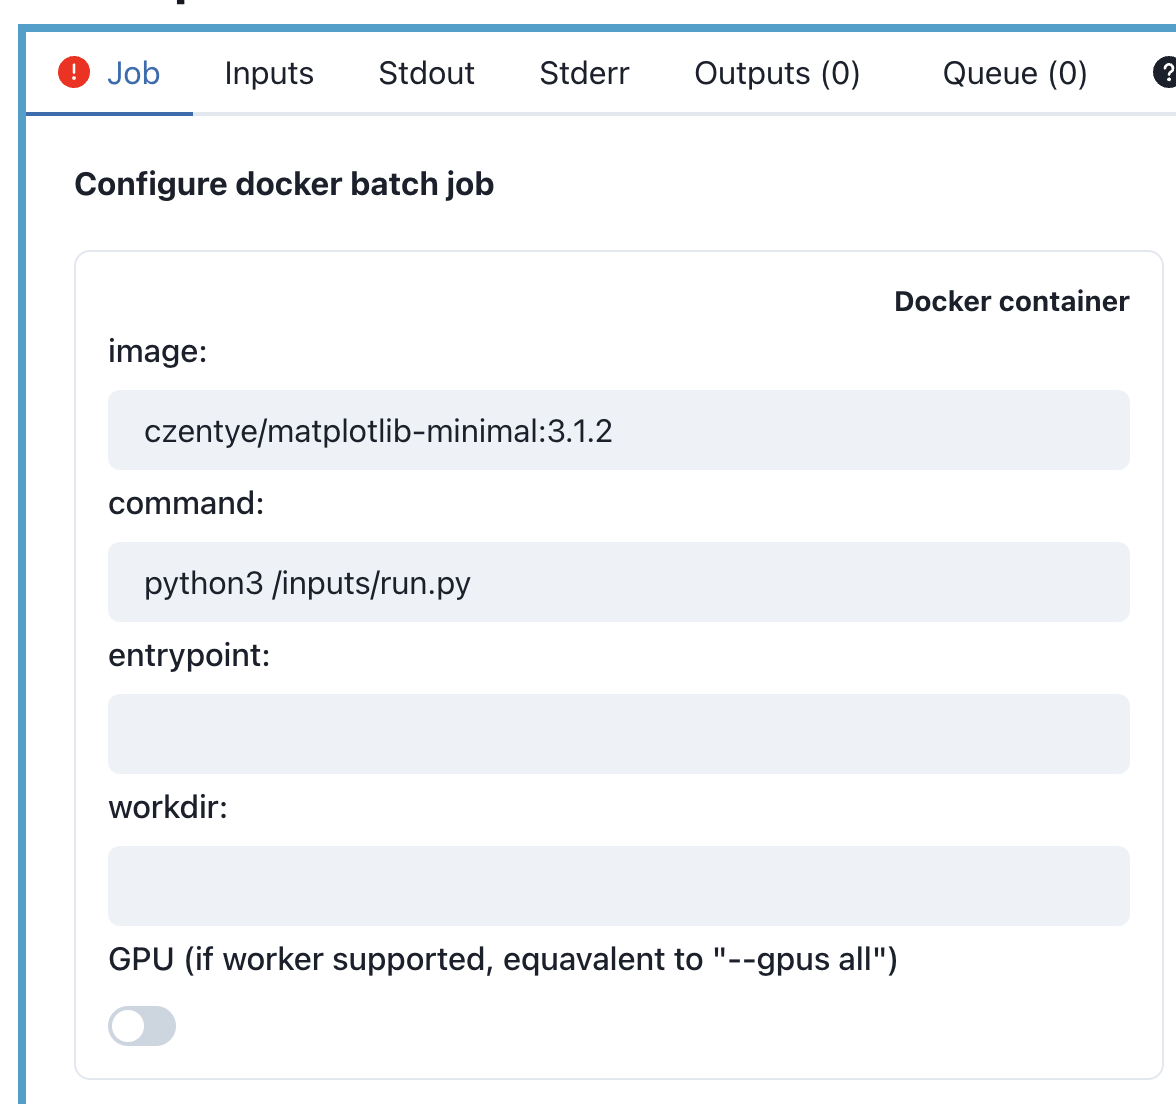 Job Inputs Stdout Stderr Outputs (0) Queue (0)
Configure docker batch job
Docker container
image:
czentye/matplotlib-minimal:3.1.2
command:
python3 /inputs/run.py
entrypoint:
workdir:
GPU (if worker supported, equavalent to "--gpus all")